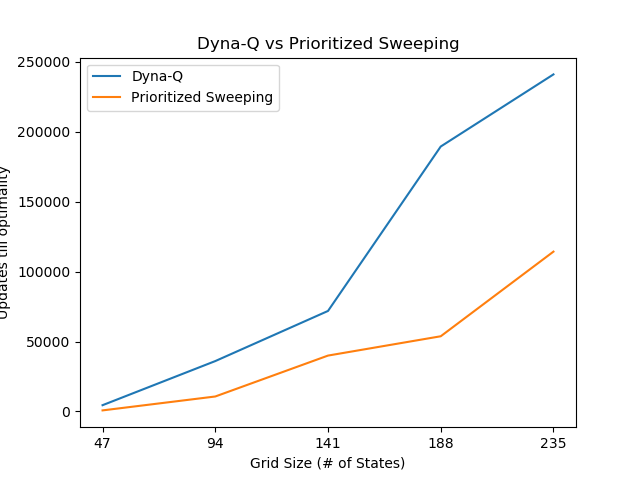 Dyna-Q vs Prioritized Sweeping
Dyna-Q
Prioritized Sweeping
250000
200000
150000
100000
50000
0
Updates till optimality
47 94 141 188 235
Grid Size (# of States)